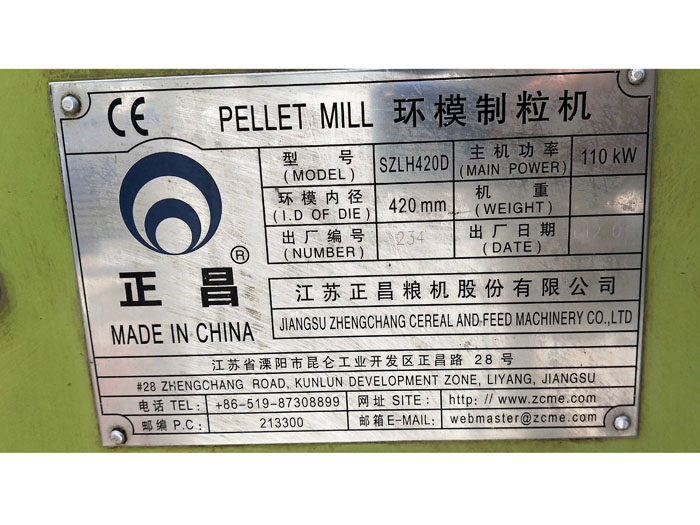 CE PELLET MILL 环模制粒机
型号 (MODEL) SZLH420D 主机功率 (MAIN POWER) 110 kW
环模内径 (I.D OF DIE) 420 mm 机重 (WEIGHT)
出厂编号 (NUMBER) 234 出厂日期 (DATE)
®
正昌
MADE IN CHINA
江苏正昌粮机股份有限公司
JIANGSU ZHENGCHANG CEREAL AND FEED MACHINERY CO.,LTD
江苏省溧阳市昆仑工业开发区正昌路 28 号
#28 ZHENGCHANG ROAD, KUNLUN DEVELOPMENT ZONE, LIYANG, JIANGSU
电话 TEL: +86-519-87308899 网址 SITE: http: // www.zcme.com
邮编 P.C: 213300 邮箱 E-MAIL: webmaster@zcme.com